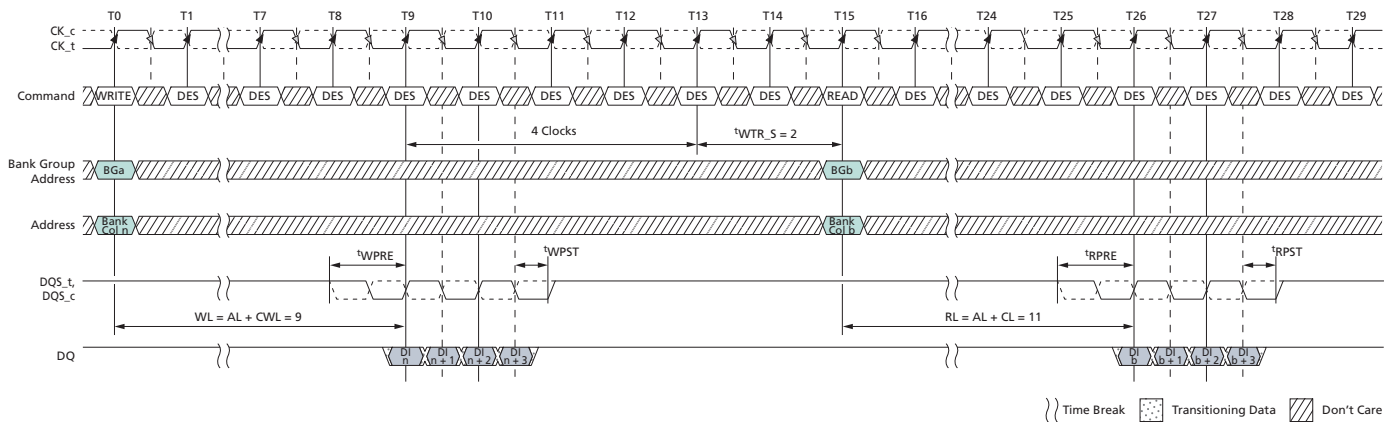 T0 T1 T7 T8 T9 T10 T11 T12 T13 T14 T15 T16 T24 T25 T26 T27 T28 T29
CK_c
CK_t
Command WRITE DES DES DES DES DES DES DES DES DES READ DES DES DES DES DES DES DES
4 Clocks tWTR_S = 2
Bank Group
Address BGa BGb
Address Bank
Col n Bank
Col b
tWPRE tWPST tRPRE tRPST
DQS_t,
DQS_c
WL = AL + CWL = 9 RL = AL + CL = 11
DQ DI
n DI
n + 1 DI
n + 2 DI
n + 3 DI
b DI
b + 1 DI
b + 2 DI
b + 3
Time Break Transitioning Data Don't Care